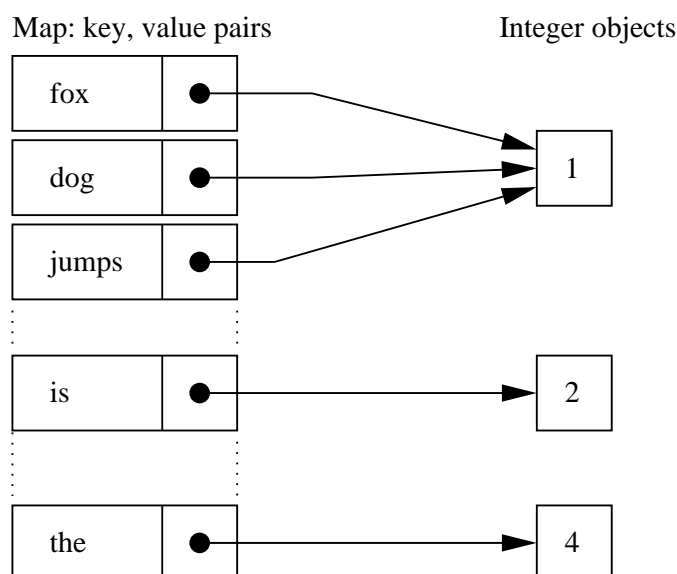 Map: key, value pairs
Integer objects
fox
dog
1
jumps
is
2
the
4